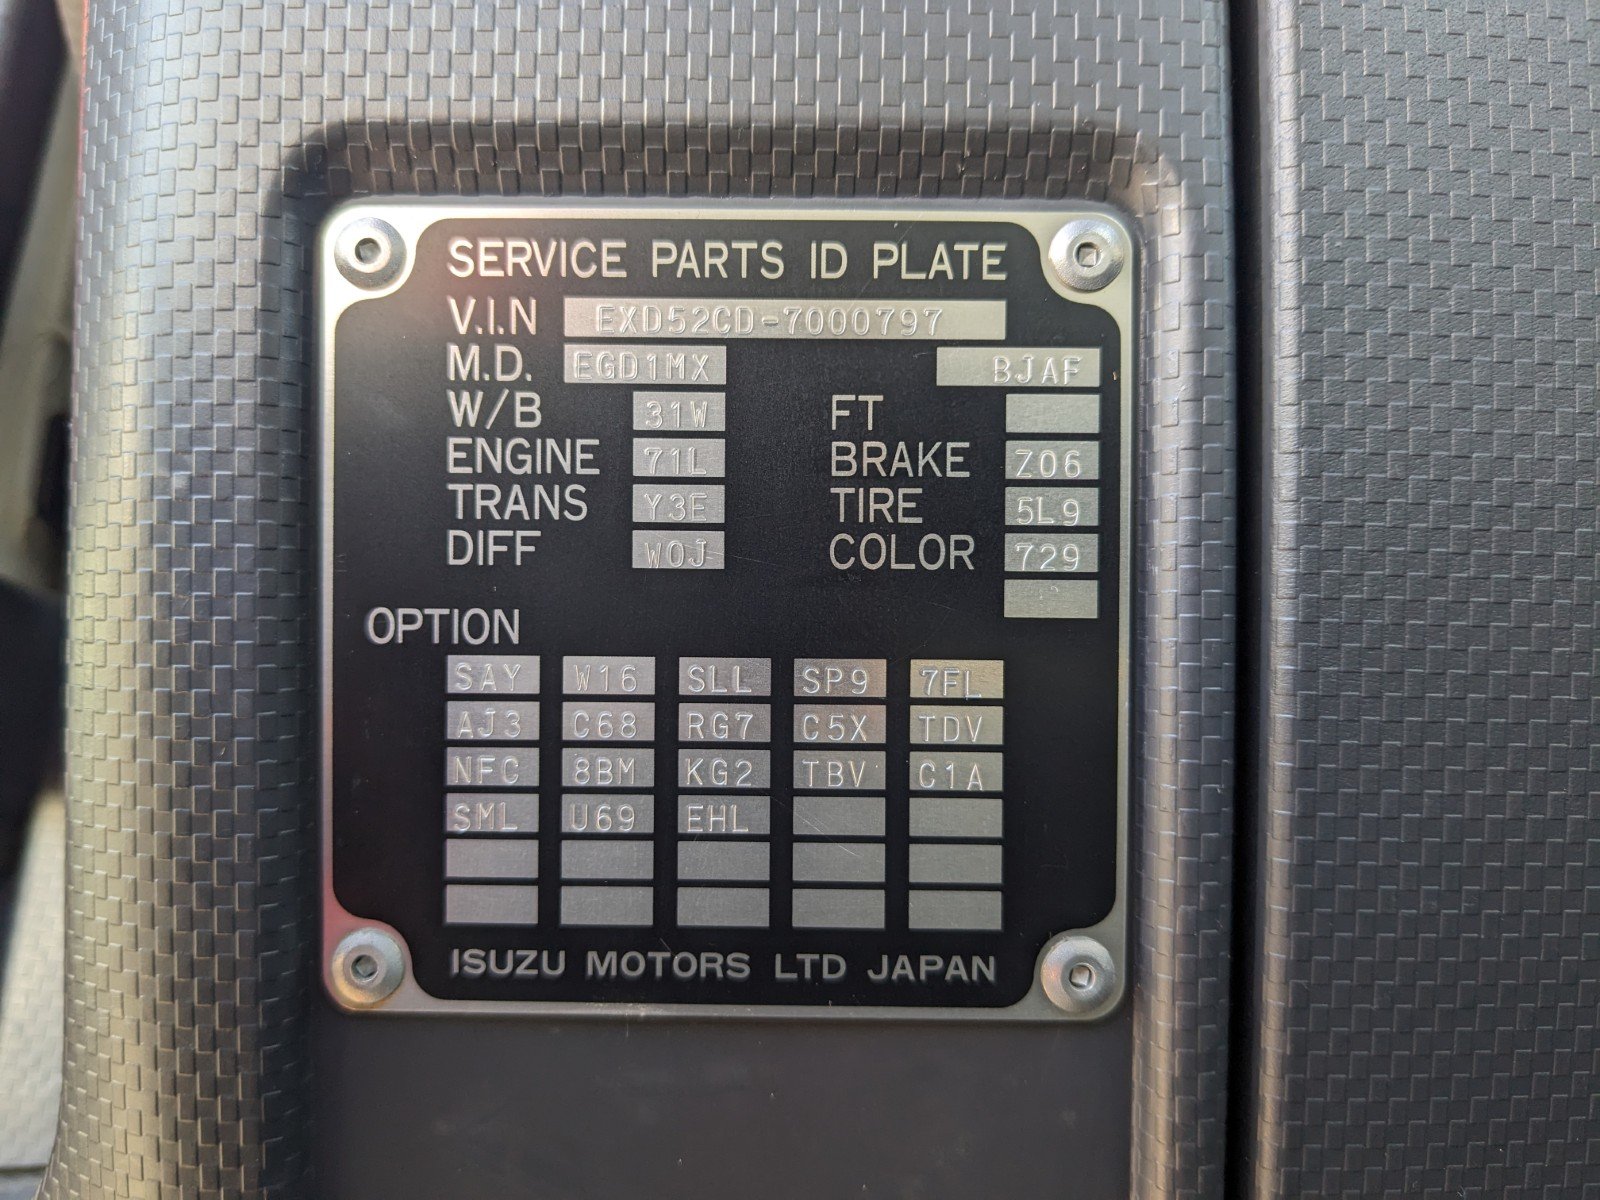 SERVICE PARTS ID PLATE
V.I.N EXD52CD-7000797
M.D. EGD1MX BJAF
W/B 31W FT
ENGINE 71L BRAKE Z06
TRANS Y3E TIRE 5L9
DIFF W0J COLOR 729
OPTION
SAY W16 SLL SP9 7FL
AJ3 C68 RG7 C5X TDV
NFC 8BM KG2 TBV C1A
SML U69 EHL
ISUZU MOTORS LTD JAPAN